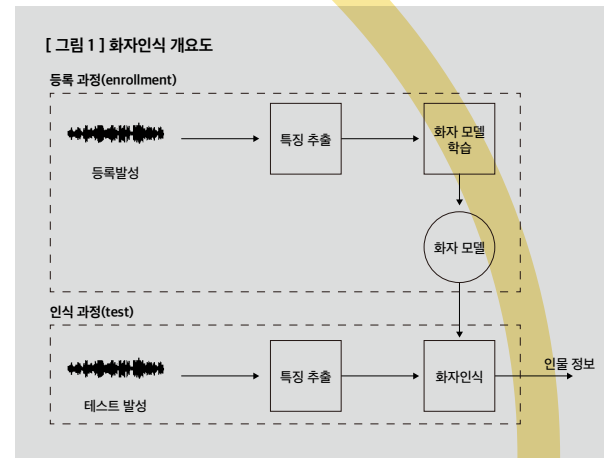 [ 그림 1 ] 화자인식 개요도
등록 과정(enrollment)
등록발성
특징 추출
화자 모델
학습
화자 모델
인식 과정(test)
테스트 발성
특징 추출
화자인식
인물 정보